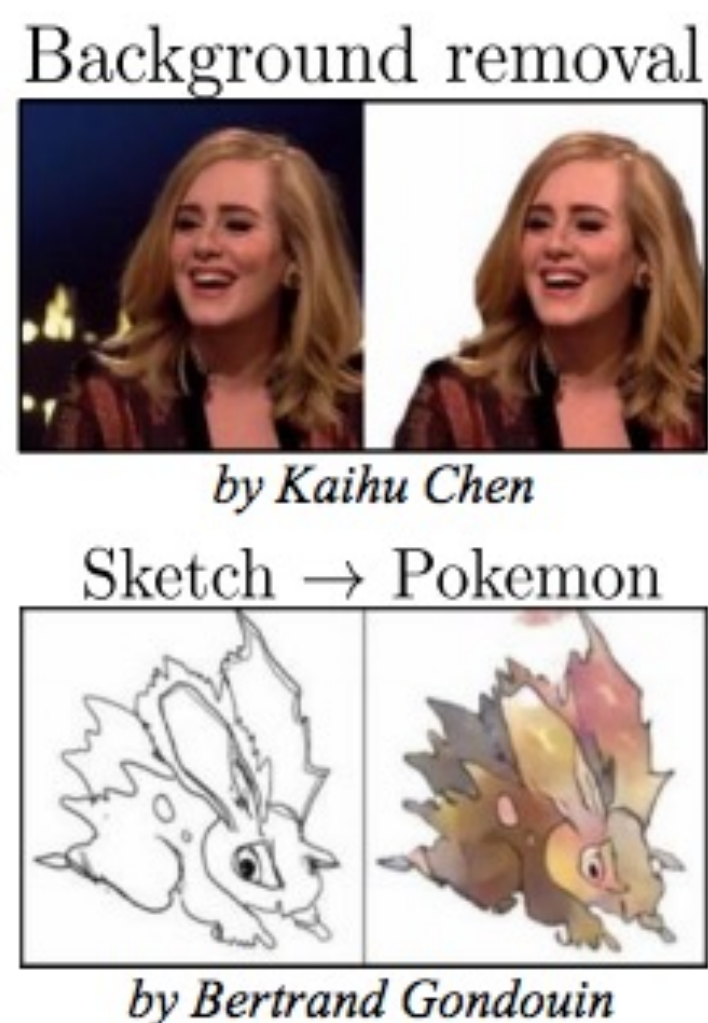 Background removal
by Kaihu Chen
Sketch → Pokemon
by Bertrand Gondouin